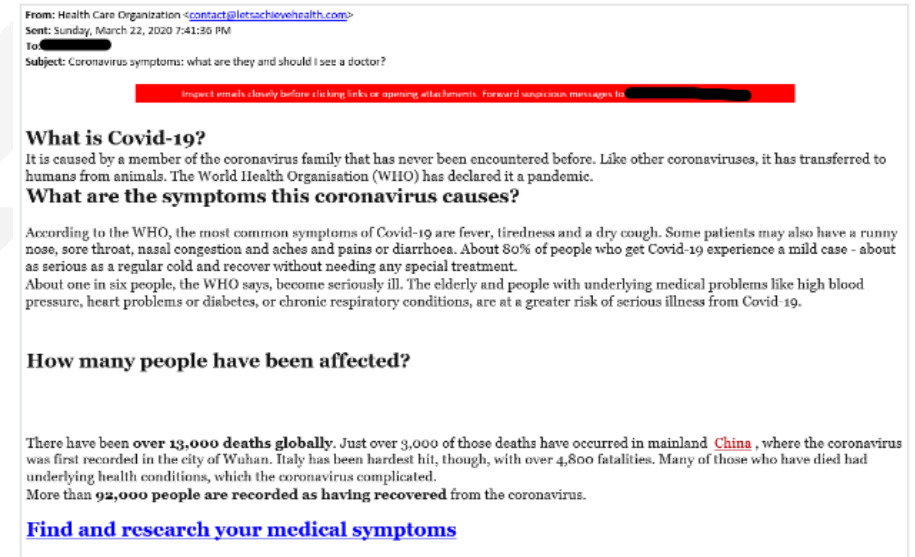 From: Health Care Organization <contact@letsachievehealth.com>
Sent: Sunday, March 22, 2020 7:41:36 PM
To:
Subject: Coronavirus symptoms: what are they and should I see a doctor?
Inspect emails closely before clicking links or opening attachments. Forward suspicious messages to
What is Covid-19?
It is caused by a member of the coronavirus family that has never been encountered before. Like other coronaviruses, it has transferred to
humans from animals. The World Health Organisation (WHO) has declared it a pandemic.
What are the symptoms this coronavirus causes?
According to the WHO, the most common symptoms of Covid-19 are fever, tiredness and a dry cough. Some patients may also have a runny
nose, sore throat, nasal congestion and aches and pains or diarrhoea. About 80% of people who get Covid-19 experience a mild case - about
as serious as a regular cold and recover without needing any special treatment.
About one in six people, the WHO says, become seriously ill. The elderly and people with underlying medical problems like high blood
pressure, heart problems or diabetes, or chronic respiratory conditions, are at a greater risk of serious illness from Covid-19.
How many people have been affected?
There have been over 13,000 deaths globally. Just over 3,000 of those deaths have occurred in mainland China , where the coronavirus
was first recorded in the city of Wuhan. Italy has been hardest hit, though, with over 4,800 fatalities. Many of those who have died had
underlying health conditions, which the coronavirus complicated.
More than 92,000 people are recorded as having recovered from the coronavirus.
Find and research your medical symptoms